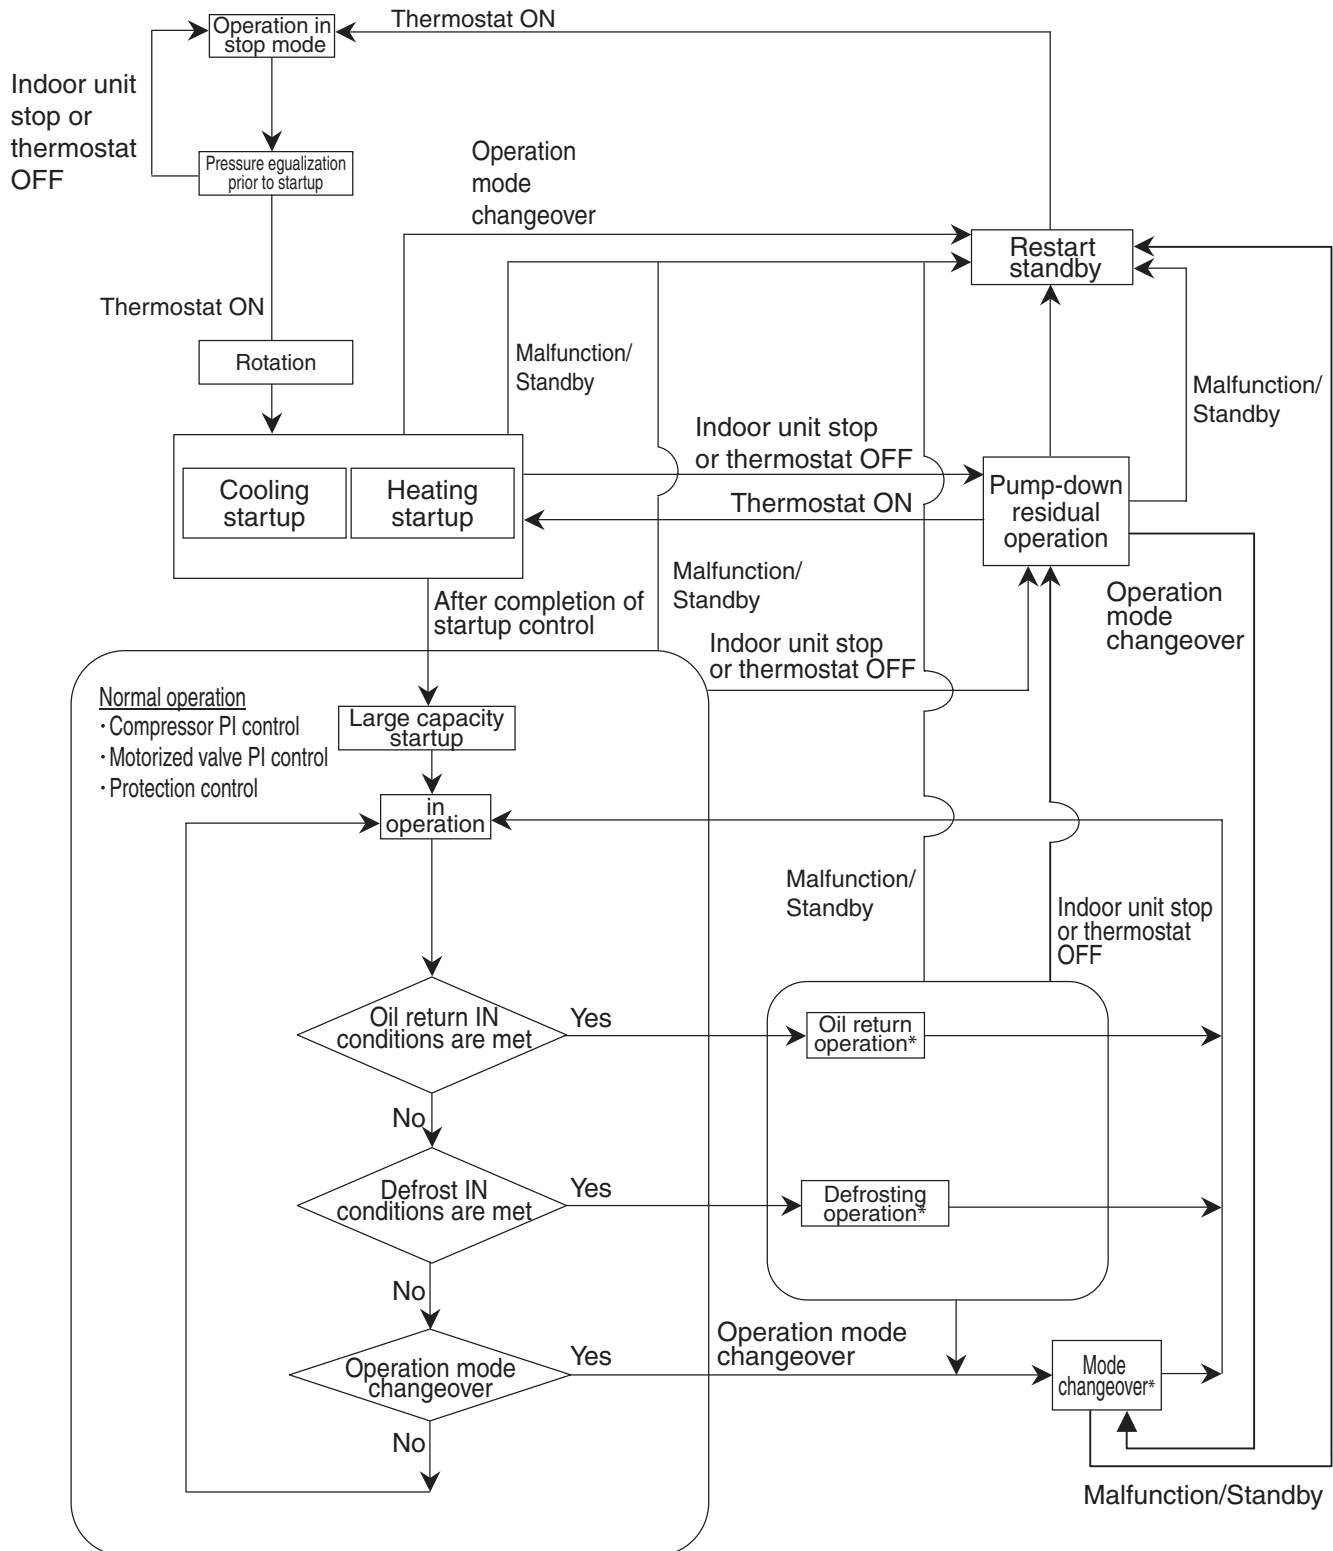 Operation in
stop mode
Thermostat ON
Indoor unit
stop or
thermostat
OFF
Pressure egualization
prior to startup
Operation
mode
changeover
Restart
standby
Thermostat ON
Rotation
Malfunction/
Standby
Malfunction/
Standby
Indoor unit stop
or thermostat OFF
Cooling
startup
Heating
startup
Thermostat ON
Pump-down
residual
operation
After completion of
startup control
Malfunction/
Standby
Operation
mode
changeover
Indoor unit stop
or thermostat OFF
Normal operation
・Compressor PI control
・Motorized valve PI control
・Protection control
Large capacity
startup
in
operation
Malfunction/
Standby
Indoor unit stop
or thermostat
OFF
Oil return IN
conditions are met
Yes
Oil return
operation*
No
Defrost IN
conditions are met
Yes
Defrosting
operation*
No
Operation mode
changeover
Yes
Operation mode
changeover
Mode
changeover*
No
Malfunction/Standby